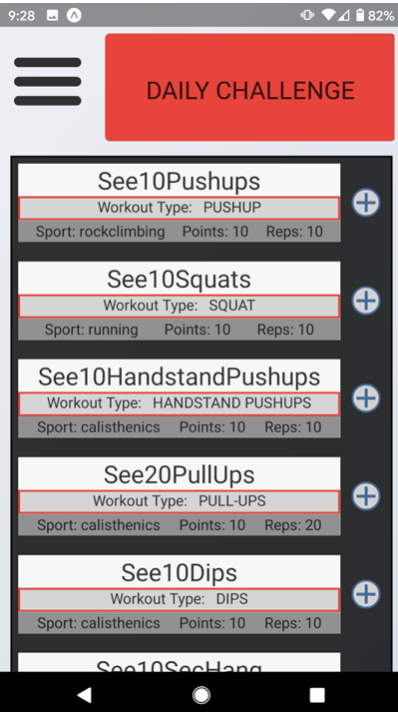 9:28 82%
DAILY CHALLENGE
See10Pushups
Workout Type: PUSHUP
Sport: rockclimbing Points: 10 Reps: 10
See10Squats
Workout Type: SQUAT
Sport: running Points: 10 Reps: 10
See10HandstandPushups
Workout Type: HANDSTAND PUSHUPS
Sport: calisthenics Points: 10 Reps: 10
See20PullUps
Workout Type: PULL-UPS
Sport: calisthenics Points: 10 Reps: 20
See10Dips
Workout Type: DIPS
Sport: calisthenics Points: 10 Reps: 10
See10SecHang